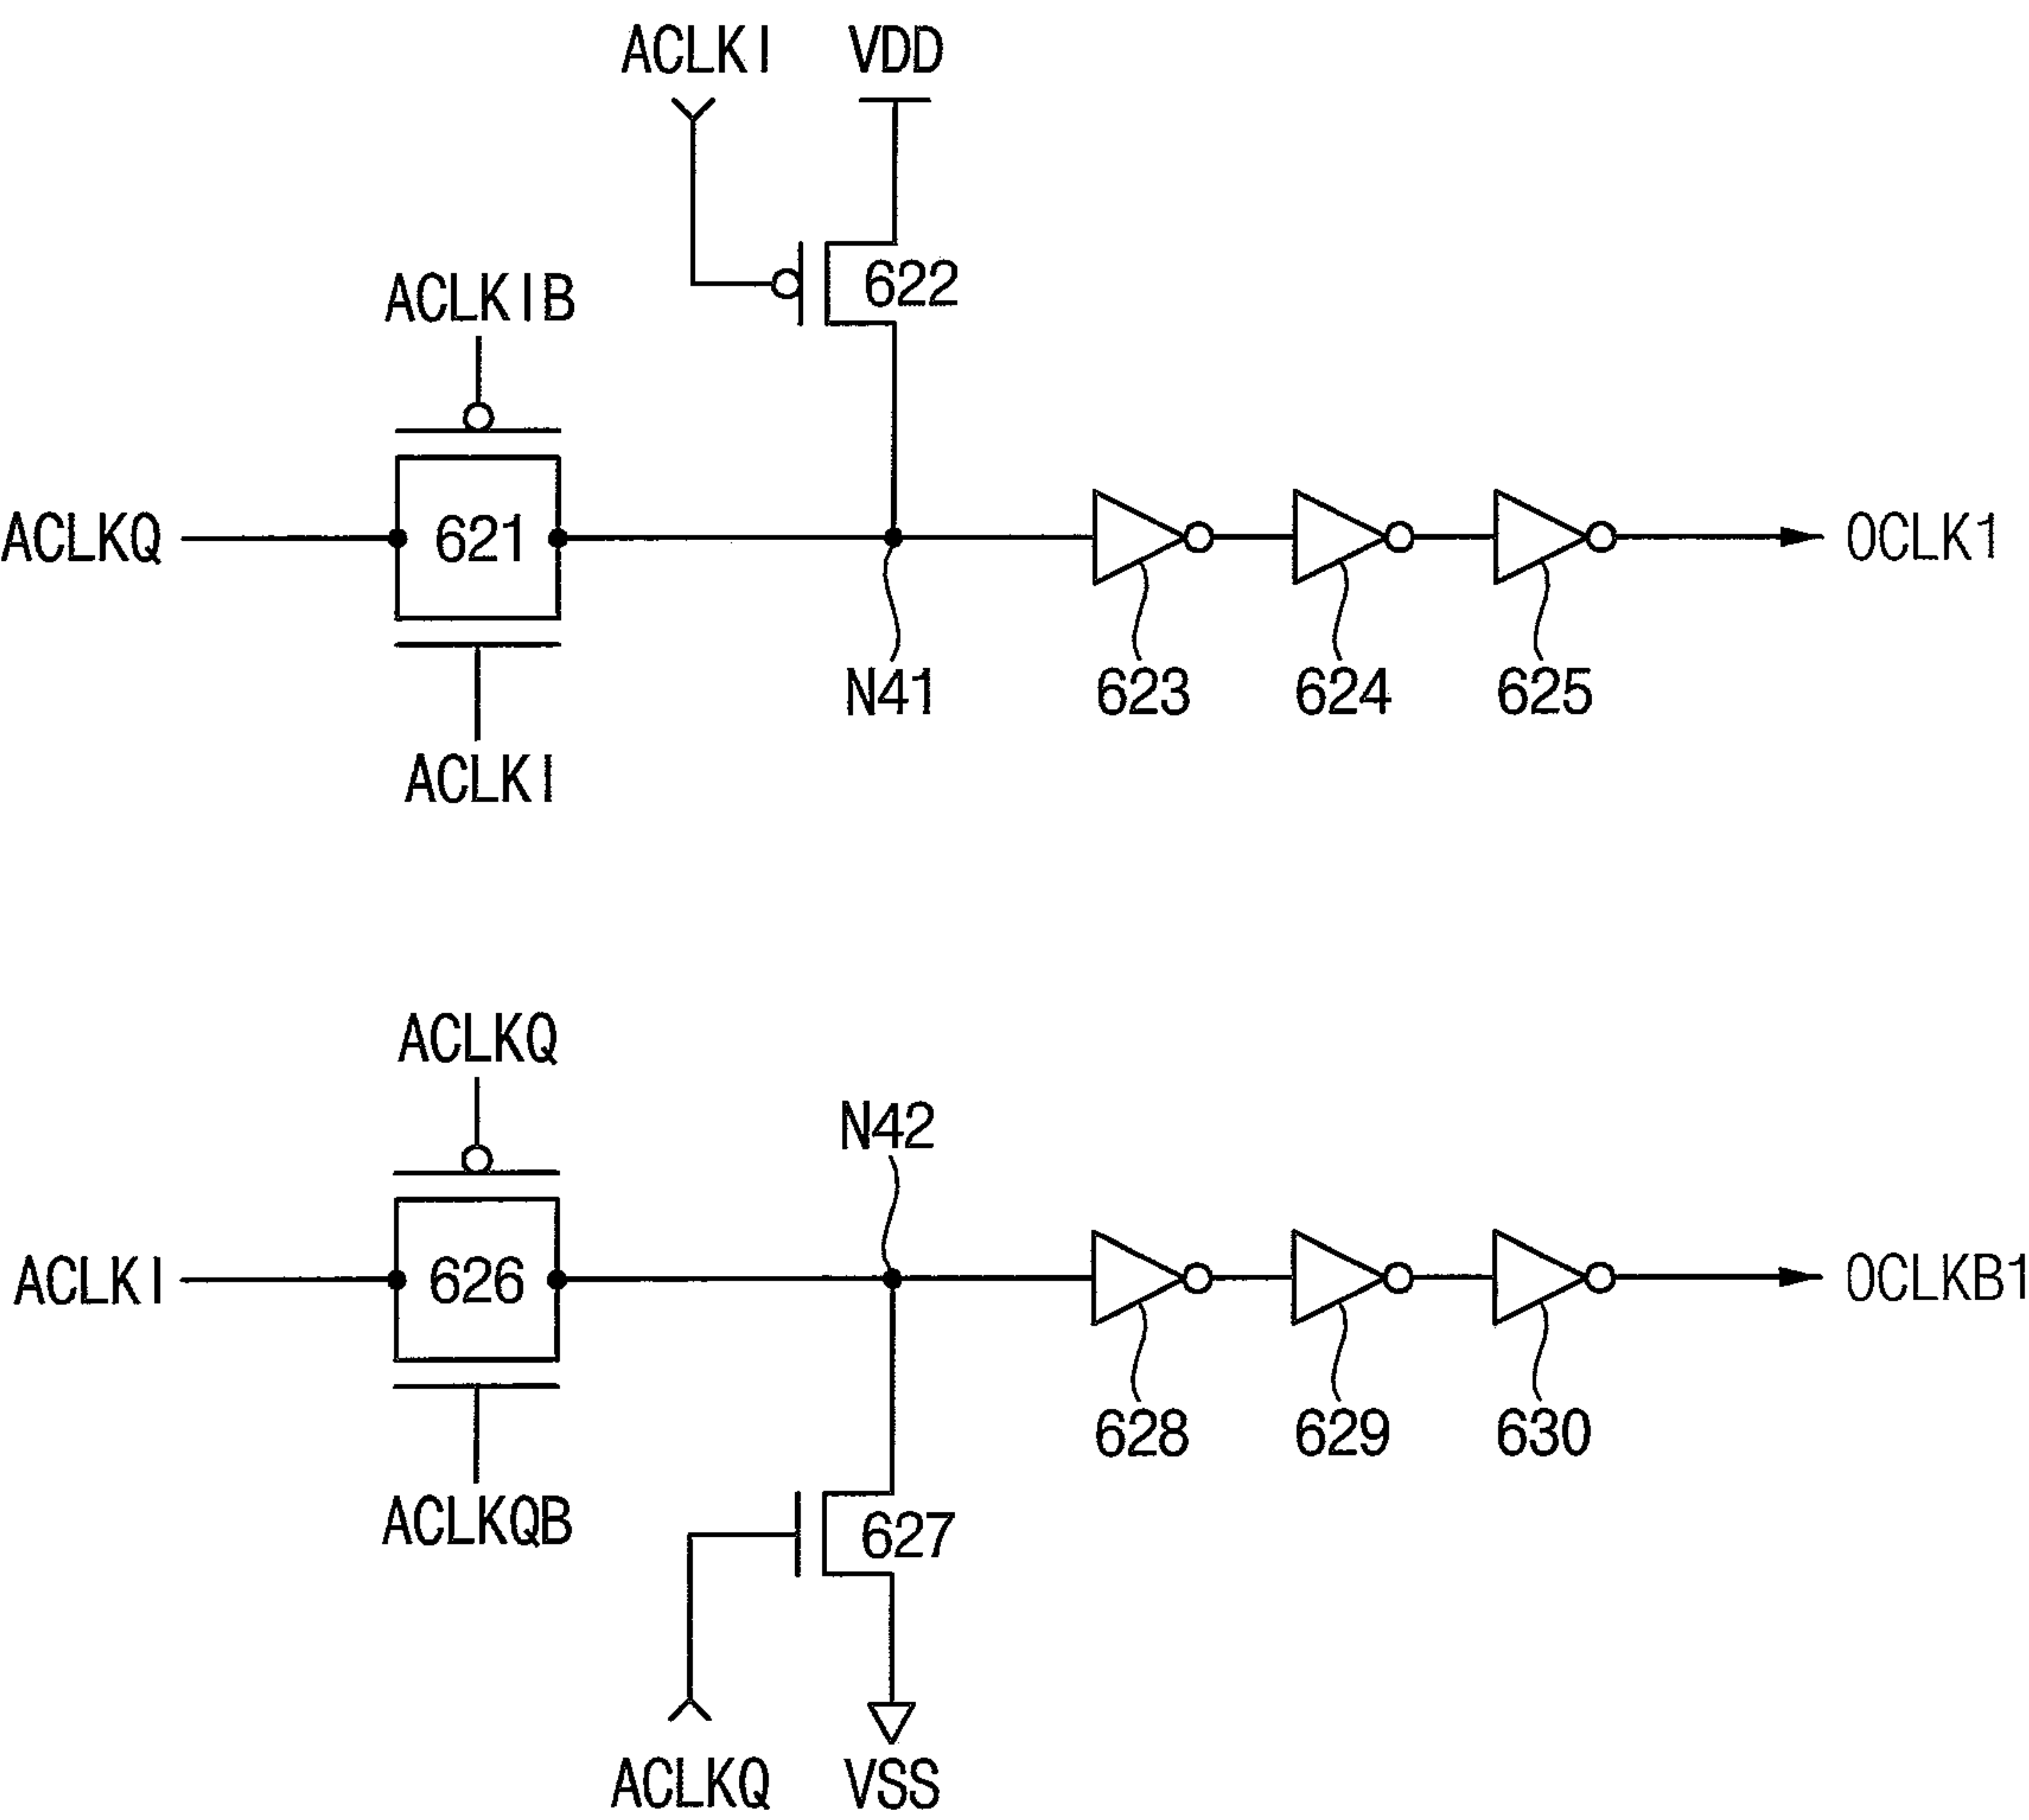 ACLKI VDD
622
ACLKIB
ACLKQ 621 OCLK1
N41 623 624 625
ACLKI
ACLKQ
N42
ACLKI 626 OCLKB1
628 629 630
ACLKQB 627
ACLKQ VSS